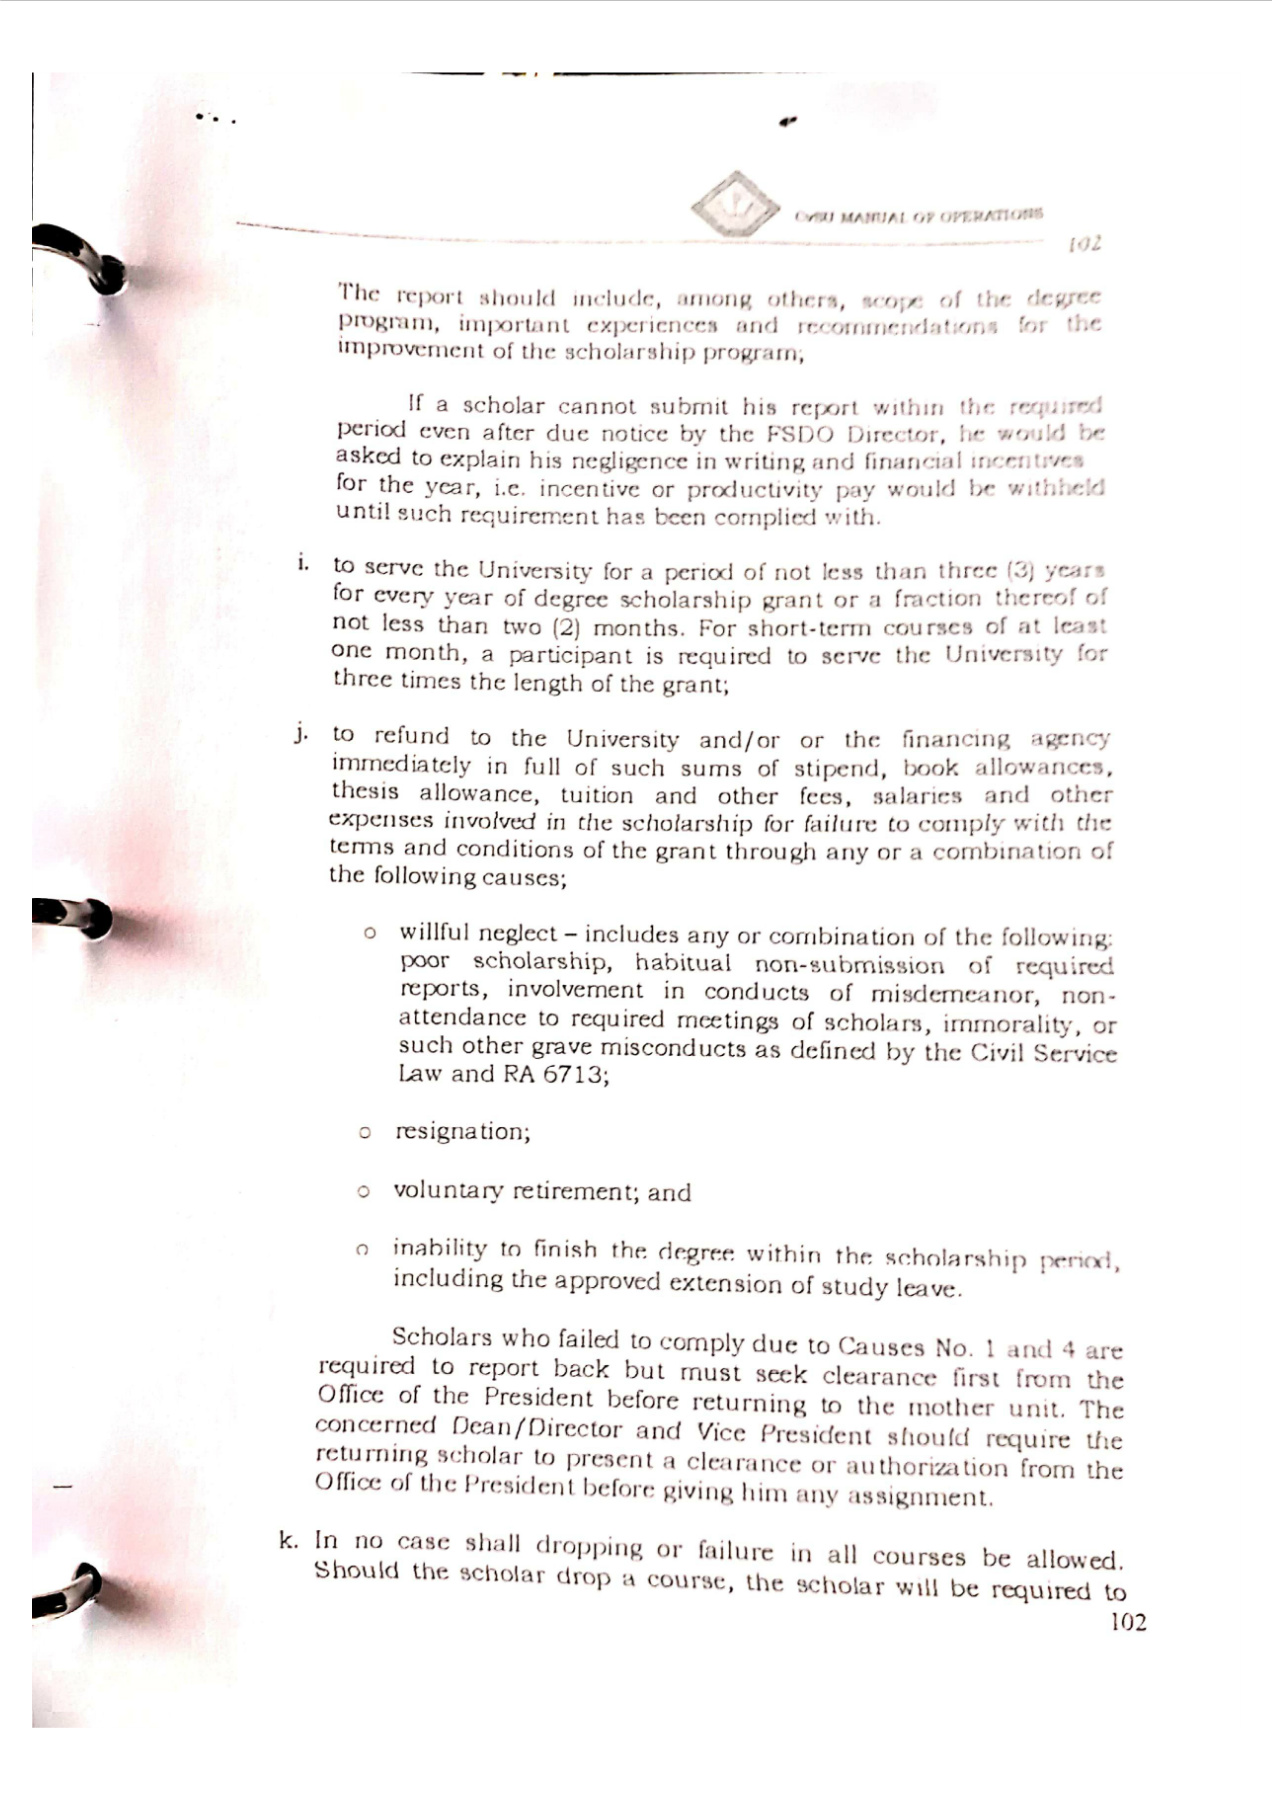 CvSU MANUAL OF OPERATIONS
102
The report should include, among others, scope of the degree
program, important experiences and recommendations for the
improvement of the scholarship program;
If a scholar cannot submit his report within the required
period even after due notice by the FSDO Director, he would be
asked to explain his negligence in writing and financial incentives
for the year, i.e. incentive or productivity pay would be withheld
until such requirement has been complied with.
i. to serve the University for a period of not less than three (3) years
for every year of degree scholarship grant or a fraction thereof of
not less than two (2) months. For short-term courses of at least
one month, a participant is required to serve the University for
three times the length of the grant;
j. to refund to the University and/or or the financing agency
immediately in full of such sums of stipend, book allowances,
thesis allowance, tuition and other fees, salaries and other
expenses involved in the scholarship for failure to comply with the
terms and conditions of the grant through any or a combination of
the following causes;
o willful neglect – includes any or combination of the following:
poor scholarship, habitual non-submission of required
reports, involvement in conducts of misdemeanor, non-
attendance to required meetings of scholars, immorality, or
such other grave misconducts as defined by the Civil Service
Law and RA 6713;
o resignation;
o voluntary retirement; and
o inability to finish the degree within the scholarship period,
including the approved extension of study leave.
Scholars who failed to comply due to Causes No. 1 and 4 are
required to report back but must seek clearance first from the
Office of the President before returning to the mother unit. The
concerned Dean/Director and Vice President should require the
returning scholar to present a clearance or authorization from the
Office of the President before giving him any assignment.
k. In no case shall dropping or failure in all courses be allowed.
Should the scholar drop a course, the scholar will be required to
102